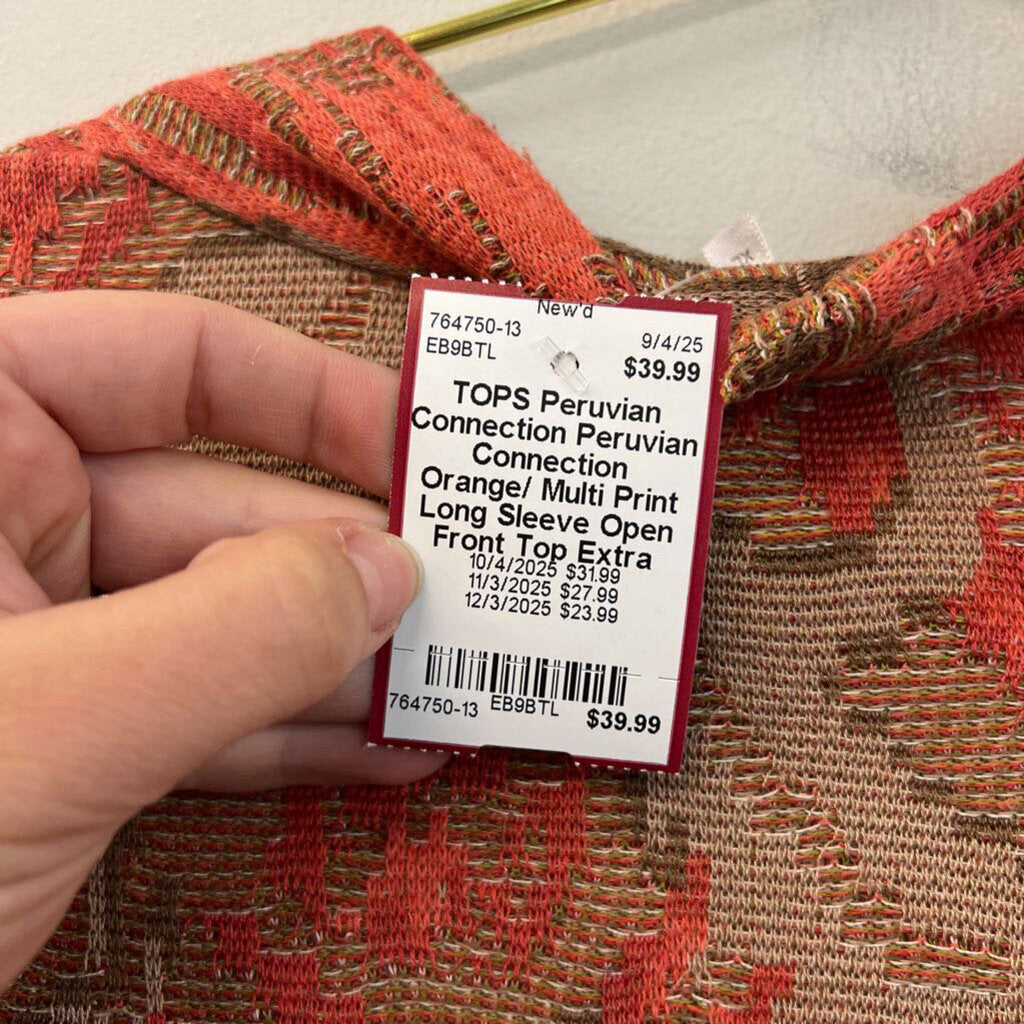 New'd
764750-13 9/4/25
EB9BTL $39.99
TOPS Peruvian
Connection Peruvian
Connection
Orange/ Multi Print
Long Sleeve Open
Front Top Extra
10/4/2025 $31.99
11/3/2025 $27.99
12/3/2025 $23.99
764750-13 EB9BTL $39.99